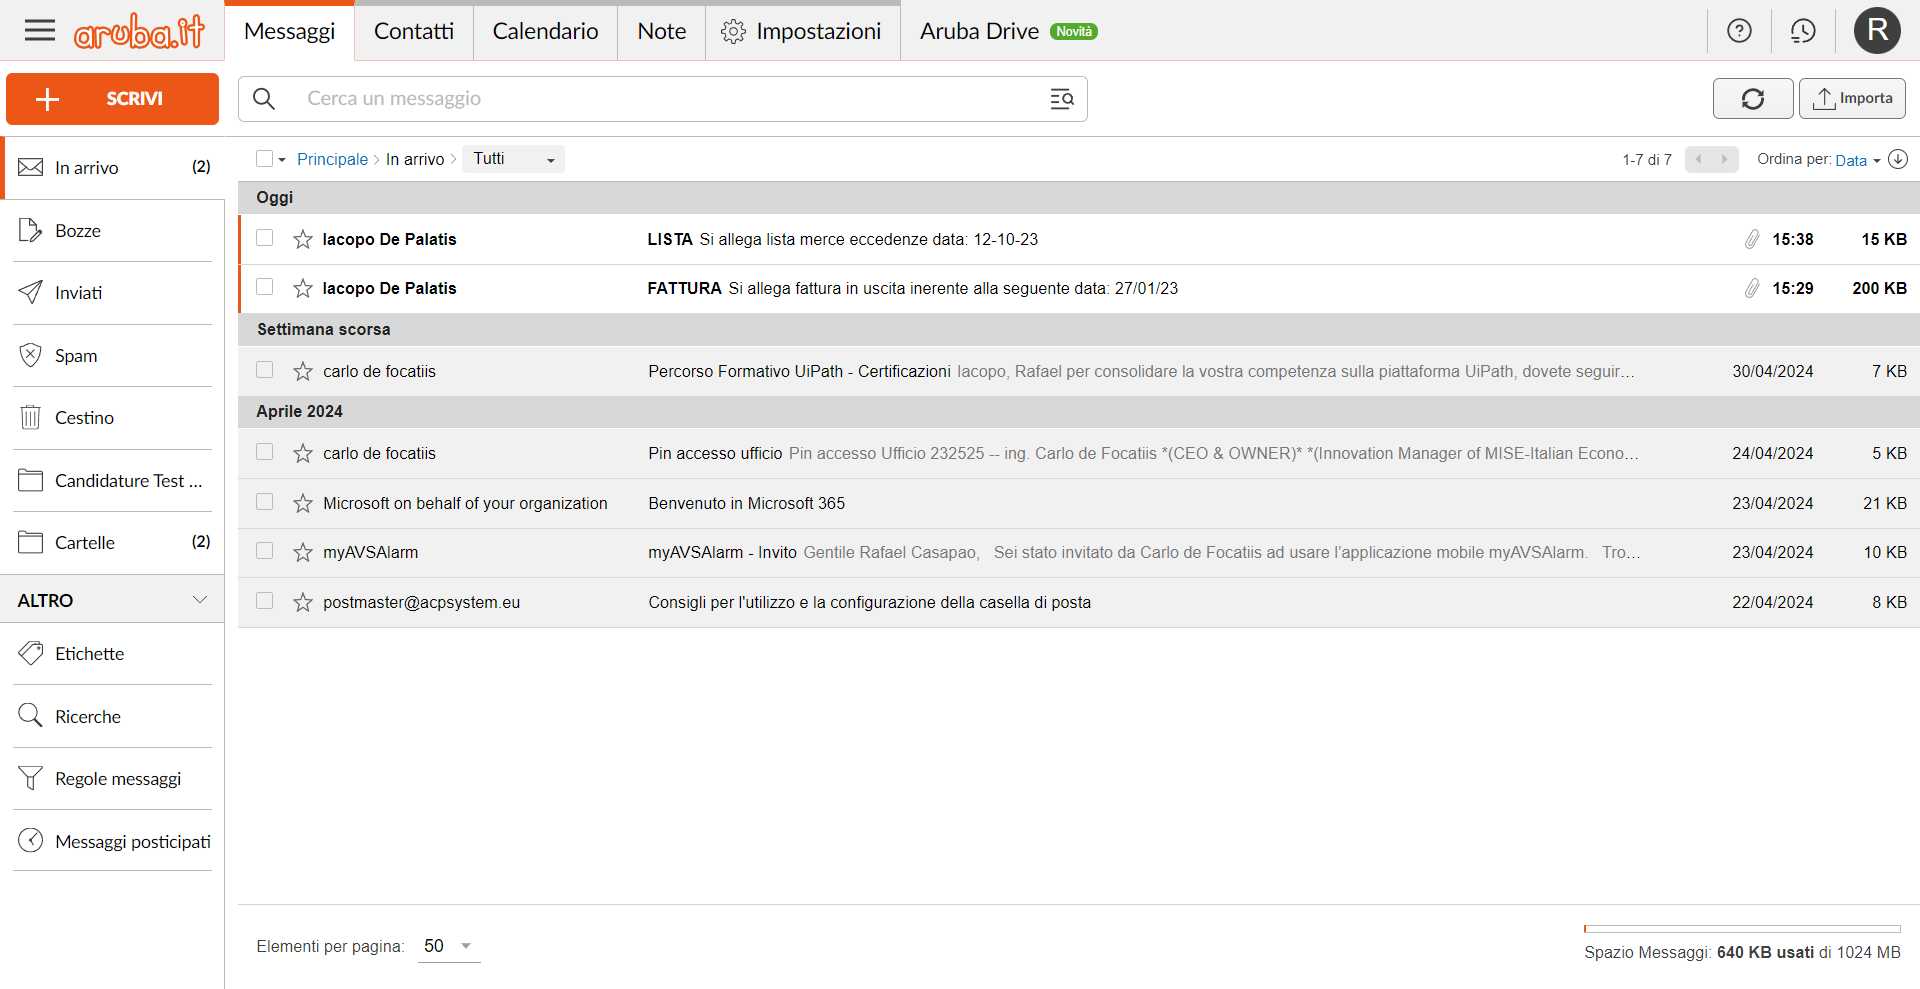 aruba.it Messaggi Contatti Calendario Note Impostazioni Aruba Drive Novità R
SCRIVI Cerca un messaggio Importa
In arrivo (2)
Bozze
Inviati
Spam
Cestino
Candidature Test ...
Cartelle (2)
ALTRO
Etichette
Ricerche
Regole messaggi
Messaggi posticipati
Principale In arrivo Tutti 1-7 di 7 Ordina per: Data
Oggi
Iacopo De Palatis LISTA Si allega lista merce eccedenze data: 12-10-23 15:38 15 KB
Iacopo De Palatis FATTURA Si allega fattura in uscita inerente alla seguente data: 27/01/23 15:29 200 KB
Settimana scorsa
carlo de focatiis Percorso Formativo UiPath - Certificazioni Iacopo, Rafael per consolidare la vostra competenza sulla piattaforma UiPath, dovete seguir... 30/04/2024 7 KB
Aprile 2024
carlo de focatiis Pin accesso ufficio Pin accesso Ufficio 232525 -- ing. Carlo de Focatiis *(CEO & OWNER)* *(Innovation Manager of MISE-Italian Econo... 24/04/2024 5 KB
Microsoft on behalf of your organization Benvenuto in Microsoft 365 23/04/2024 21 KB
myAVSAlarm myAVSAlarm - Invito Gentile Rafael Casapao, Sei stato invitato da Carlo de Focatiis ad usare l'applicazione mobile myAVSAlarm. Tro... 23/04/2024 10 KB
postmaster@acpsystem.eu Consigli per l'utilizzo e la configurazione della casella di posta 22/04/2024 8 KB
Elementi per pagina: 50
Spazio Messaggi: 640 KB usati di 1024 MB